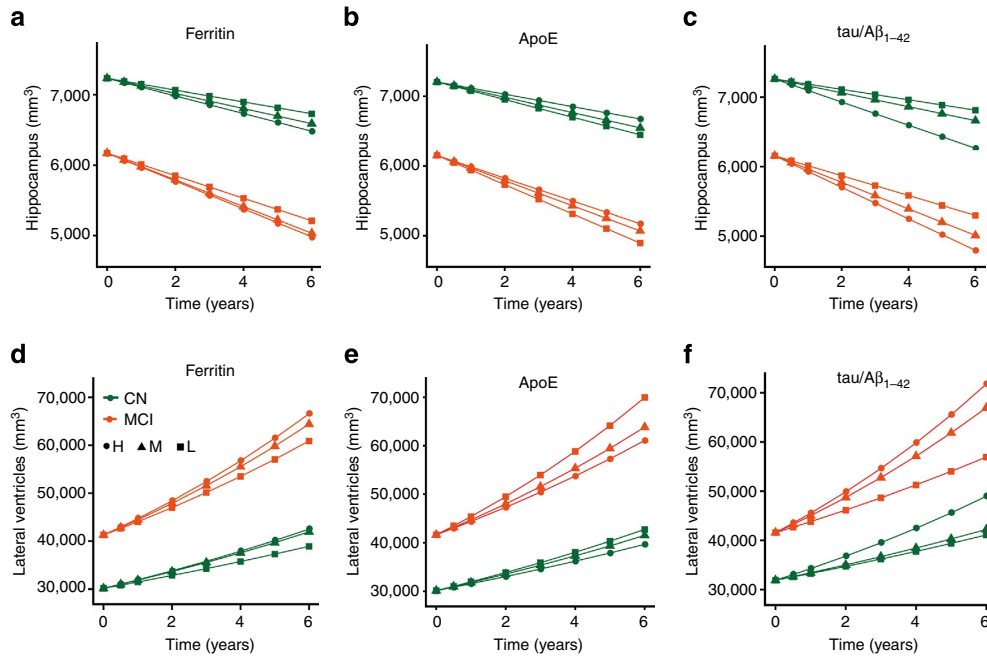 a
Ferritin
Hippocampus (mm³)
7,000
6,000
5,000
0 2 4 6
Time (years)
b
ApoE
Hippocampus (mm³)
7,000
6,000
5,000
0 2 4 6
Time (years)
c
tau/Aβ₁₋₄₂
Hippocampus (mm³)
7,000
6,000
5,000
0 2 4 6
Time (years)
d
Ferritin
Lateral ventricles (mm³)
70,000
60,000
50,000
40,000
30,000
CN
MCI
H M L
0 2 4 6
Time (years)
e
ApoE
Lateral ventricles (mm³)
70,000
60,000
50,000
40,000
30,000
0 2 4 6
Time (years)
f
tau/Aβ₁₋₄₂
Lateral ventricles (mm³)
70,000
60,000
50,000
40,000
30,000
0 2 4 6
Time (years)